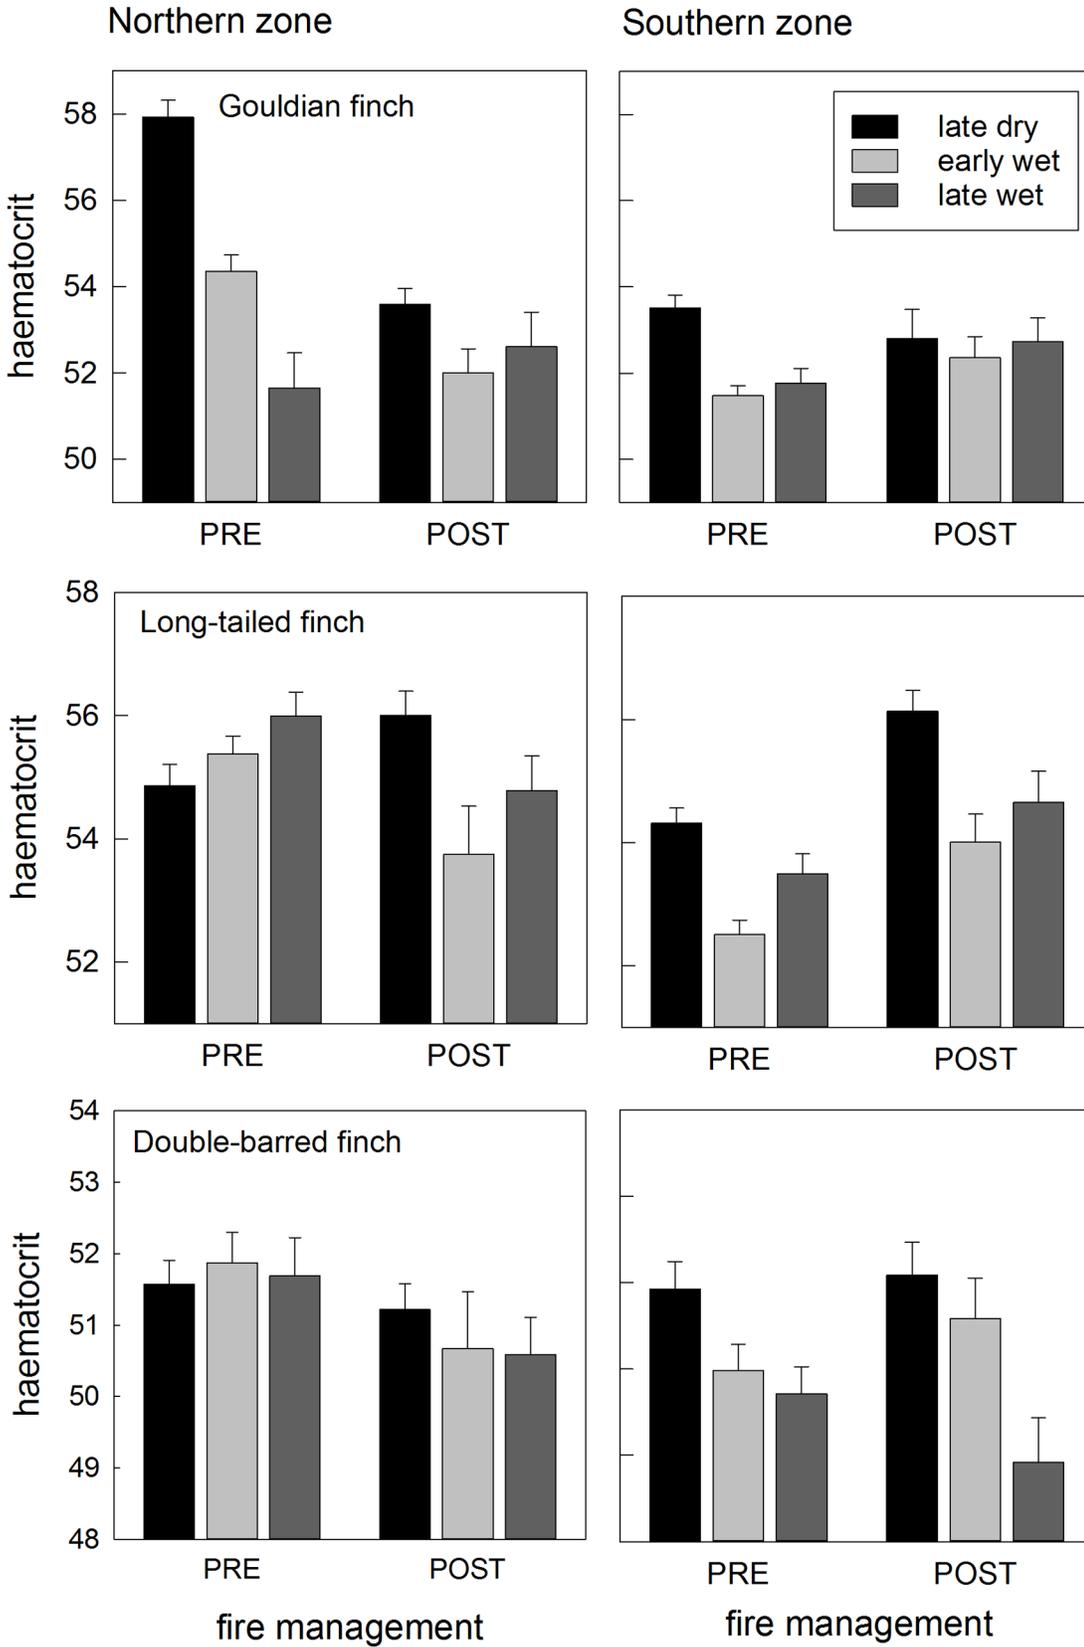 Northern zone
Southern zone
Gouldian finch
haematocrit
58
56
54
52
50
PRE
POST
late dry
early wet
late wet
PRE
POST
Long-tailed finch
haematocrit
58
56
54
52
PRE
POST
PRE
POST
Double-barred finch
haematocrit
54
53
52
51
50
49
48
PRE
POST
fire management
PRE
POST
fire management